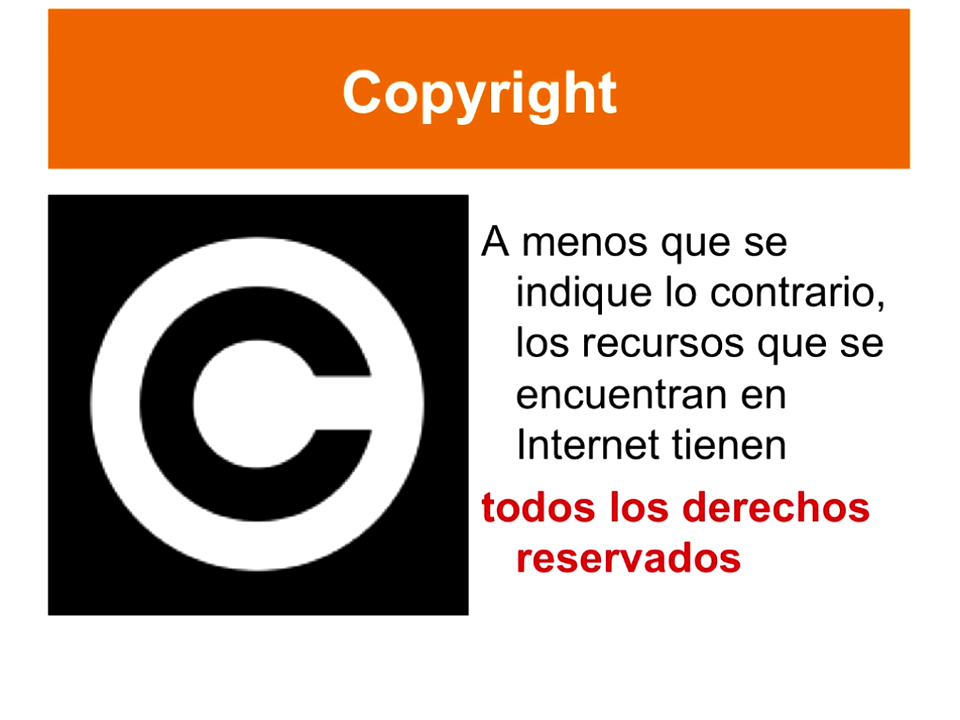 Copyright
A menos que se
indique lo contrario,
los recursos que se
encuentran en
Internet tienen
todos los derechos
reservados